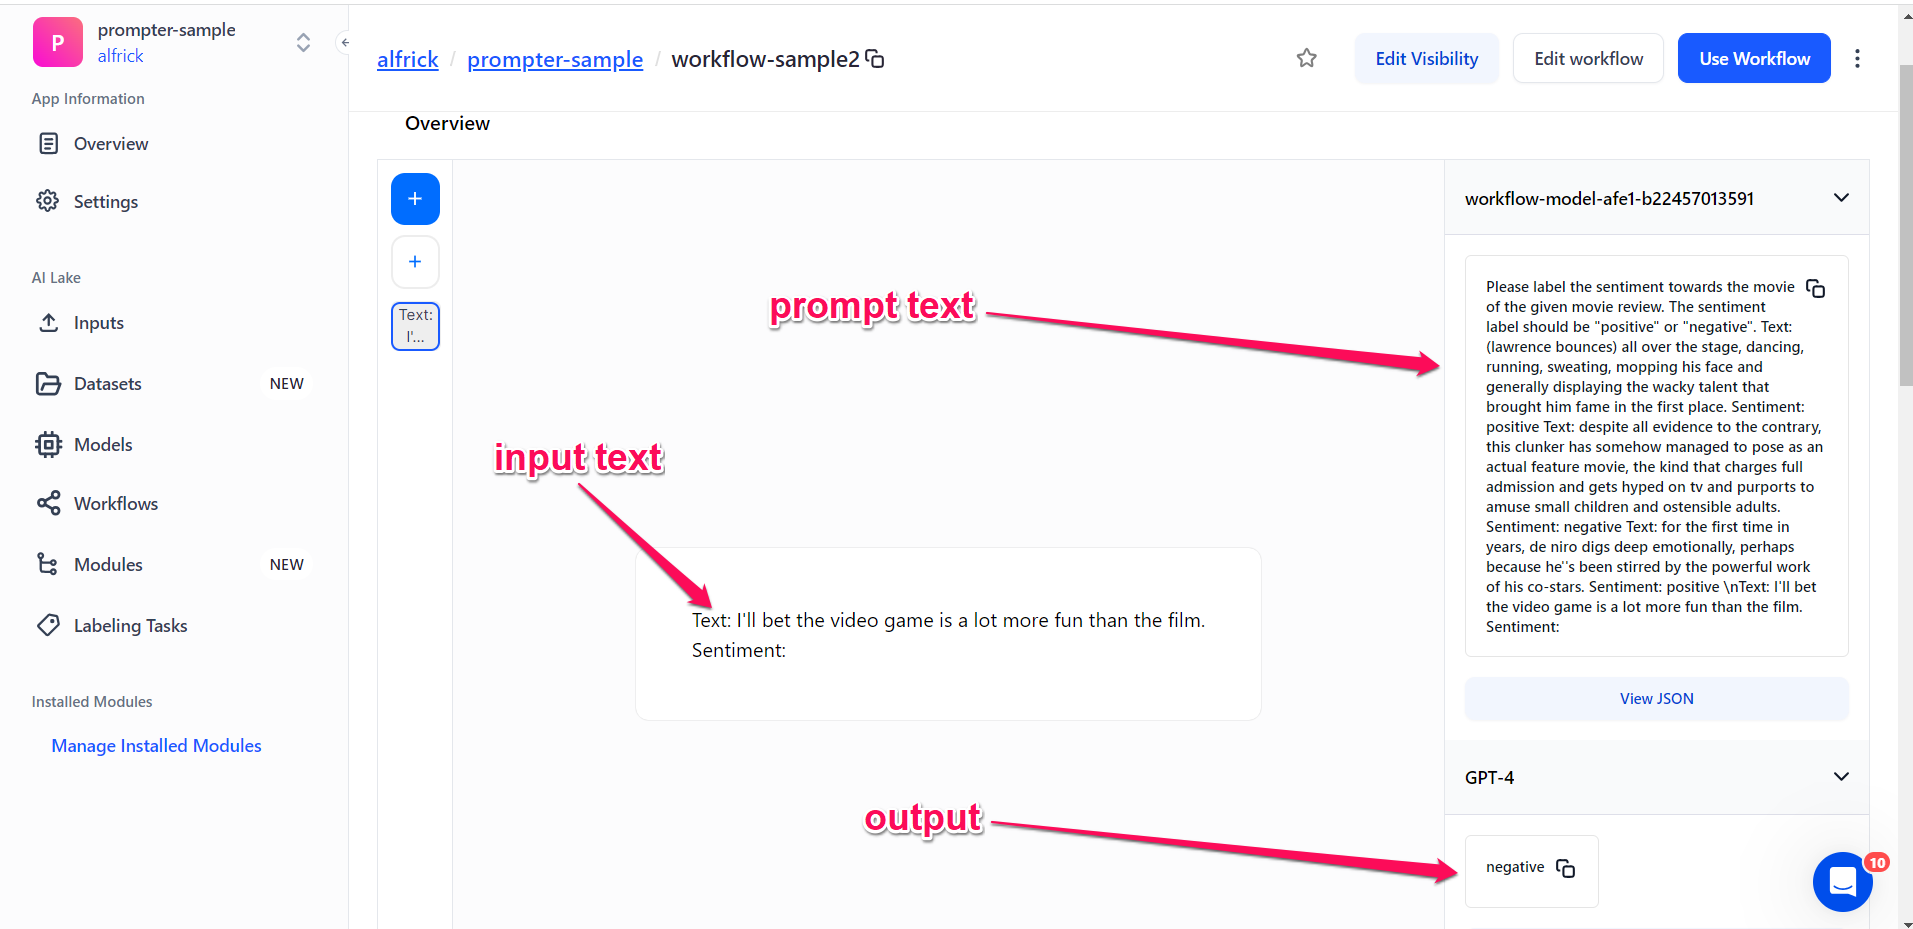 P
prompter-sample
alfrick
App Information
Overview
Settings
AI Lake
Inputs
Datasets NEW
Models
Workflows
Modules NEW
Labeling Tasks
Installed Modules
Manage Installed Modules
alfrick / prompter-sample / workflow-sample2
Edit Visibility
Edit workflow
Use Workflow
Overview
+
+
Text:
I'...
prompt text
input text
Text: I'll bet the video game is a lot more fun than the film.
Sentiment:
output
workflow-model-afe1-b22457013591
Please label the sentiment towards the movie
of the given movie review. The sentiment
label should be "positive" or "negative". Text:
(lawrence bounces) all over the stage, dancing,
running, sweating, mopping his face and
generally displaying the wacky talent that
brought him fame in the first place. Sentiment:
positive Text: despite all evidence to the contrary,
this clunker has somehow managed to pose as an
actual feature movie, the kind that charges full
admission and gets hyped on tv and purports to
amuse small children and ostensible adults.
Sentiment: negative Text: for the first time in
years, de niro digs deep emotionally, perhaps
because he''s been stirred by the powerful work
of his co-stars. Sentiment: positive \nText: I'll bet
the video game is a lot more fun than the film.
Sentiment:
View JSON
GPT-4
negative
10